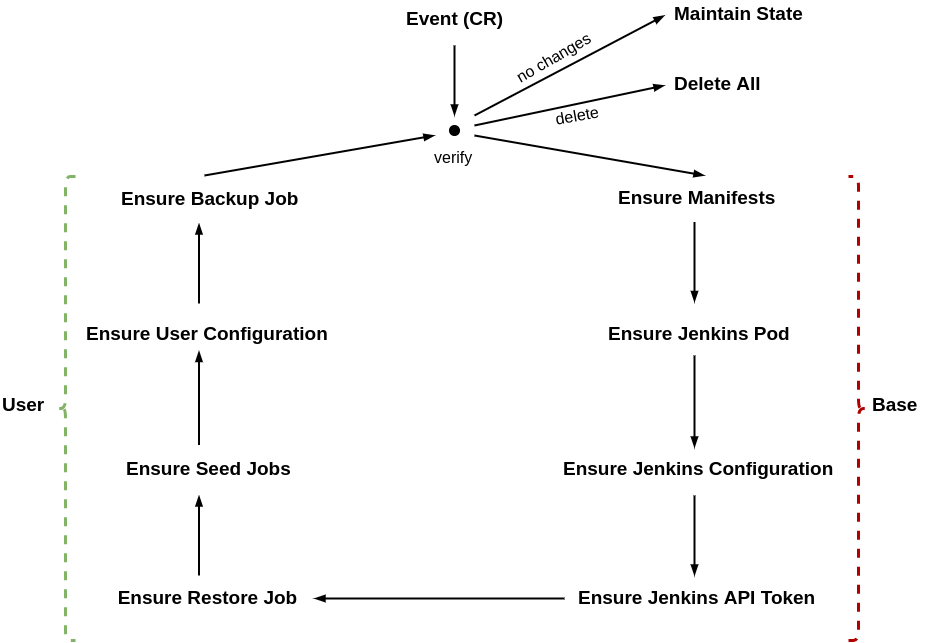 Event (CR)
Maintain State
no changes
Delete All
delete
verify
Ensure Backup Job
Ensure Manifests
Ensure User Configuration
Ensure Jenkins Pod
User
Base
Ensure Seed Jobs
Ensure Jenkins Configuration
Ensure Restore Job
Ensure Jenkins API Token